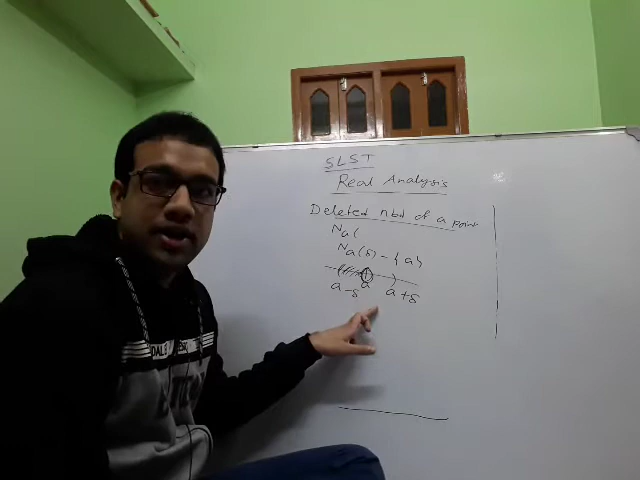 SLST
Real Analysis
Deleted nbd of a point
Na(
Na(δ) - {a}
a-δ a a+δ